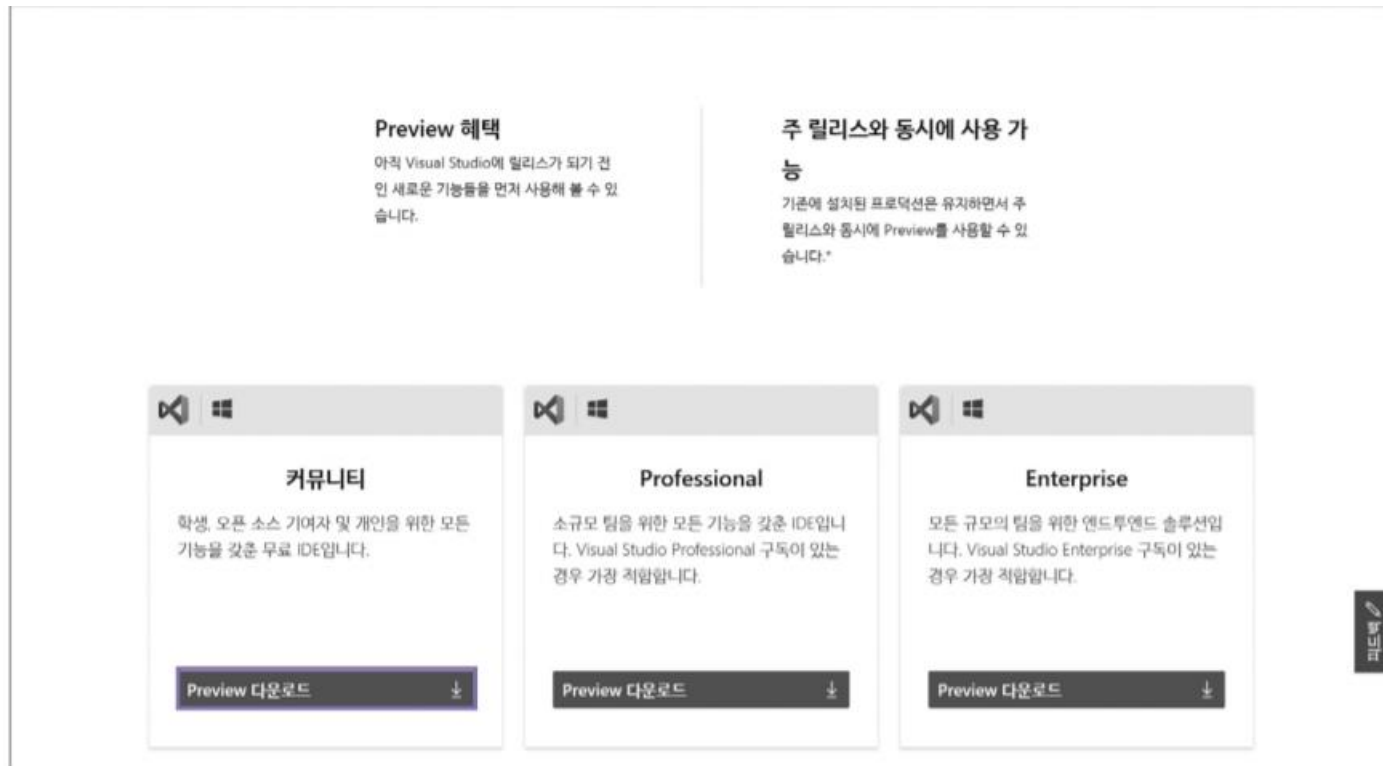 Preview 혜택
아직 Visual Studio에 릴리스가 되기 전
인 새로운 기능들을 먼저 사용해 볼 수 있
습니다.
주 릴리스와 동시에 사용 가
능
기존에 설치된 프로덕션은 유지하면서 주
릴리스와 동시에 Preview를 사용할 수 있
습니다.*
커뮤니티
학생, 오픈 소스 기여자 및 개인을 위한 모든
기능을 갖춘 무료 IDE입니다.
Preview 다운로드
Professional
소규모 팀을 위한 모든 기능을 갖춘 IDE입니
다. Visual Studio Professional 구독이 있는
경우 가장 적합합니다.
Preview 다운로드
Enterprise
모든 규모의 팀을 위한 엔드투엔드 솔루션입
니다. Visual Studio Enterprise 구독이 있는
경우 가장 적합합니다.
Preview 다운로드
피드백